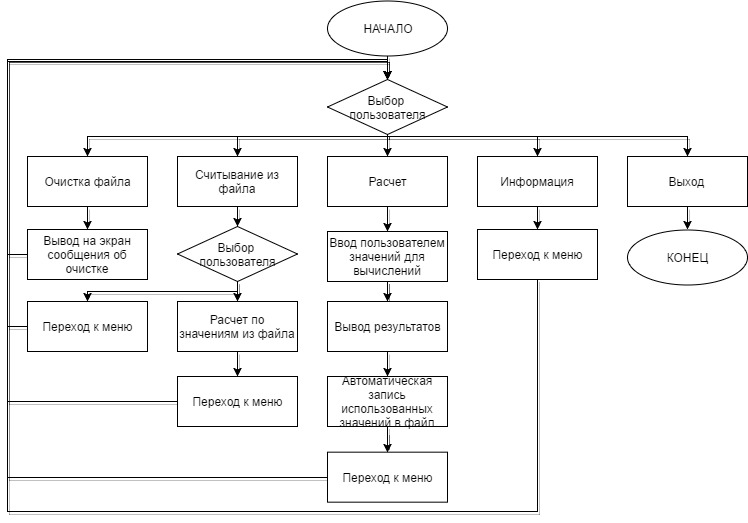 НАЧАЛО
Выбор
пользователя
Очистка файла
Считывание из
файла
Расчет
Информация
Выход
Вывод на экран
сообщения об
очистке
Выбор
пользователя
Ввод пользователем
значений для
вычислений
Переход к меню
КОНЕЦ
Переход к меню
Расчет по
значениям из файла
Вывод результатов
Переход к меню
Автоматическая
запись
использованных
значений в файл
Переход к меню